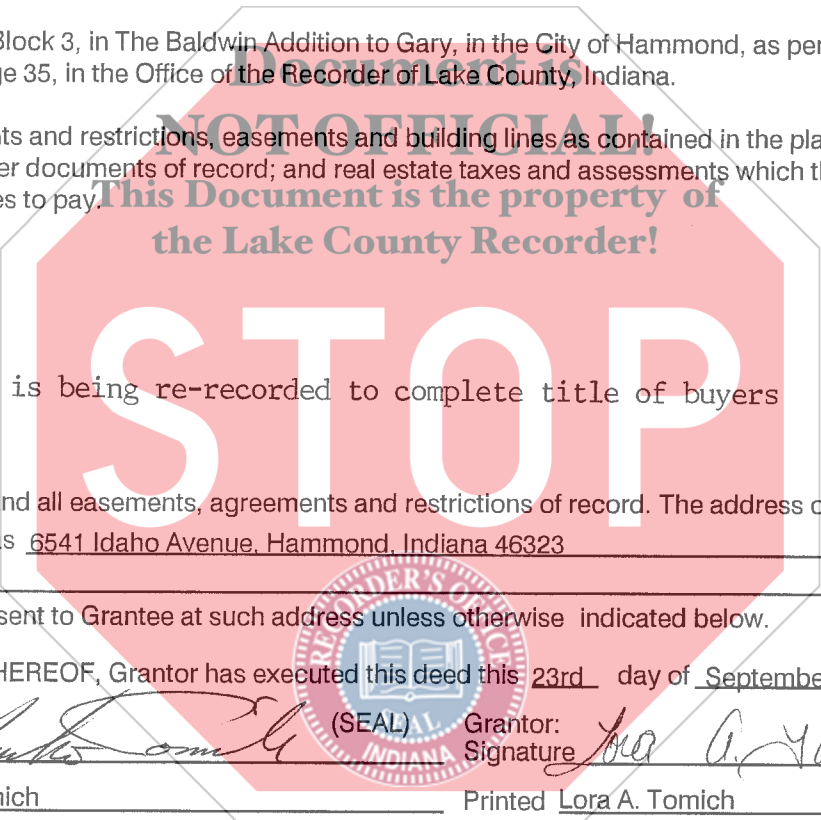 Block 3, in The Baldwin Addition to Gary, in the City of Hammond, as per
ge 35, in the Office of the Recorder of Lake County, Indiana.
Document is
NOT OFFICIAL!
nts and restrictions, easements and building lines as contained in the pla
er documents of record; and real estate taxes and assessments which th
es to pay.
This Document is the property of
the Lake County Recorder!
STOP
is being re-recorded to complete title of buyers
nd all easements, agreements and restrictions of record. The address o
s 6541 Idaho Avenue, Hammond, Indiana 46323
sent to Grantee at such address unless otherwise indicated below.
HEREOF, Grantor has executed this deed this 23rd day of Septembe
(SEAL) Grantor:
Signature Lora A. To
mich
Printed Lora A. Tomich
RECORDER'S OFFICE
SEAL
INDIANA